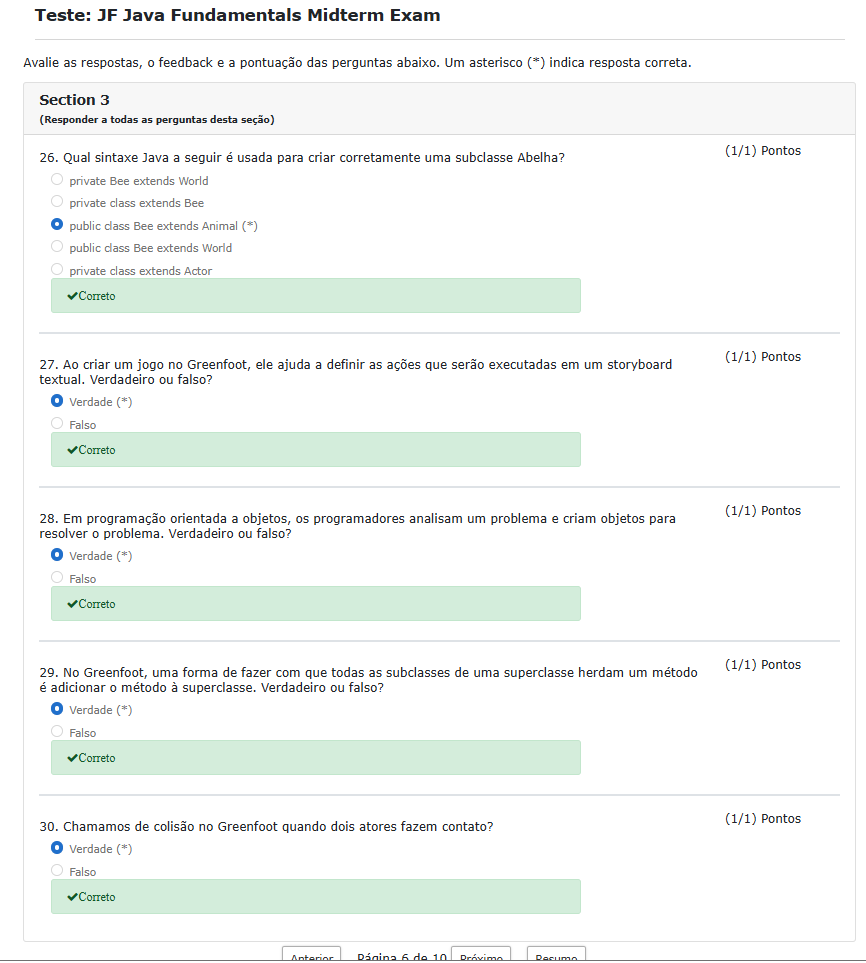 Teste: JF Java Fundamentals Midterm Exam
Avalie as respostas, o feedback e a pontuação das perguntas abaixo. Um asterisco (*) indica resposta correta.
Section 3
(Responder a todas as perguntas desta seção)
26. Qual sintaxe Java a seguir é usada para criar corretamente uma subclasse Abelha?
(1/1) Pontos
private Bee extends World
private class extends Bee
public class Bee extends Animal (*)
public class Bee extends World
private class extends Actor
✔Correto
27. Ao criar um jogo no Greenfoot, ele ajuda a definir as ações que serão executadas em um storyboard
textual. Verdadeiro ou falso?
(1/1) Pontos
Verdade (*)
Falso
✔Correto
28. Em programação orientada a objetos, os programadores analisam um problema e criam objetos para
resolver o problema. Verdadeiro ou falso?
(1/1) Pontos
Verdade (*)
Falso
✔Correto
29. No Greenfoot, uma forma de fazer com que todas as subclasses de uma superclasse herdam um método
é adicionar o método à superclasse. Verdadeiro ou falso?
(1/1) Pontos
Verdade (*)
Falso
✔Correto
30. Chamamos de colisão no Greenfoot quando dois atores fazem contato?
(1/1) Pontos
Verdade (*)
Falso
✔Correto
Anterior Página 6 de 10 Próximo Resumo